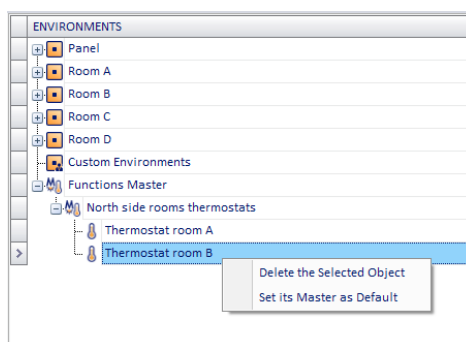 ENVIRONMENTS
Panel
Room A
Room B
Room C
Room D
Custom Environments
Functions Master
North side rooms thermostats
Thermostat room A
Thermostat room B
Delete the Selected Object
Set its Master as Default